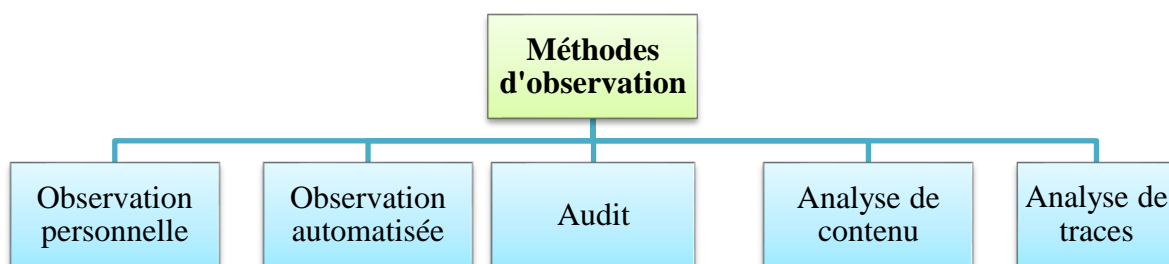 Méthodes
d'observation
Observation
personnelle
Observation
automatisée
Audit
Analyse de
contenu
Analyse de
traces